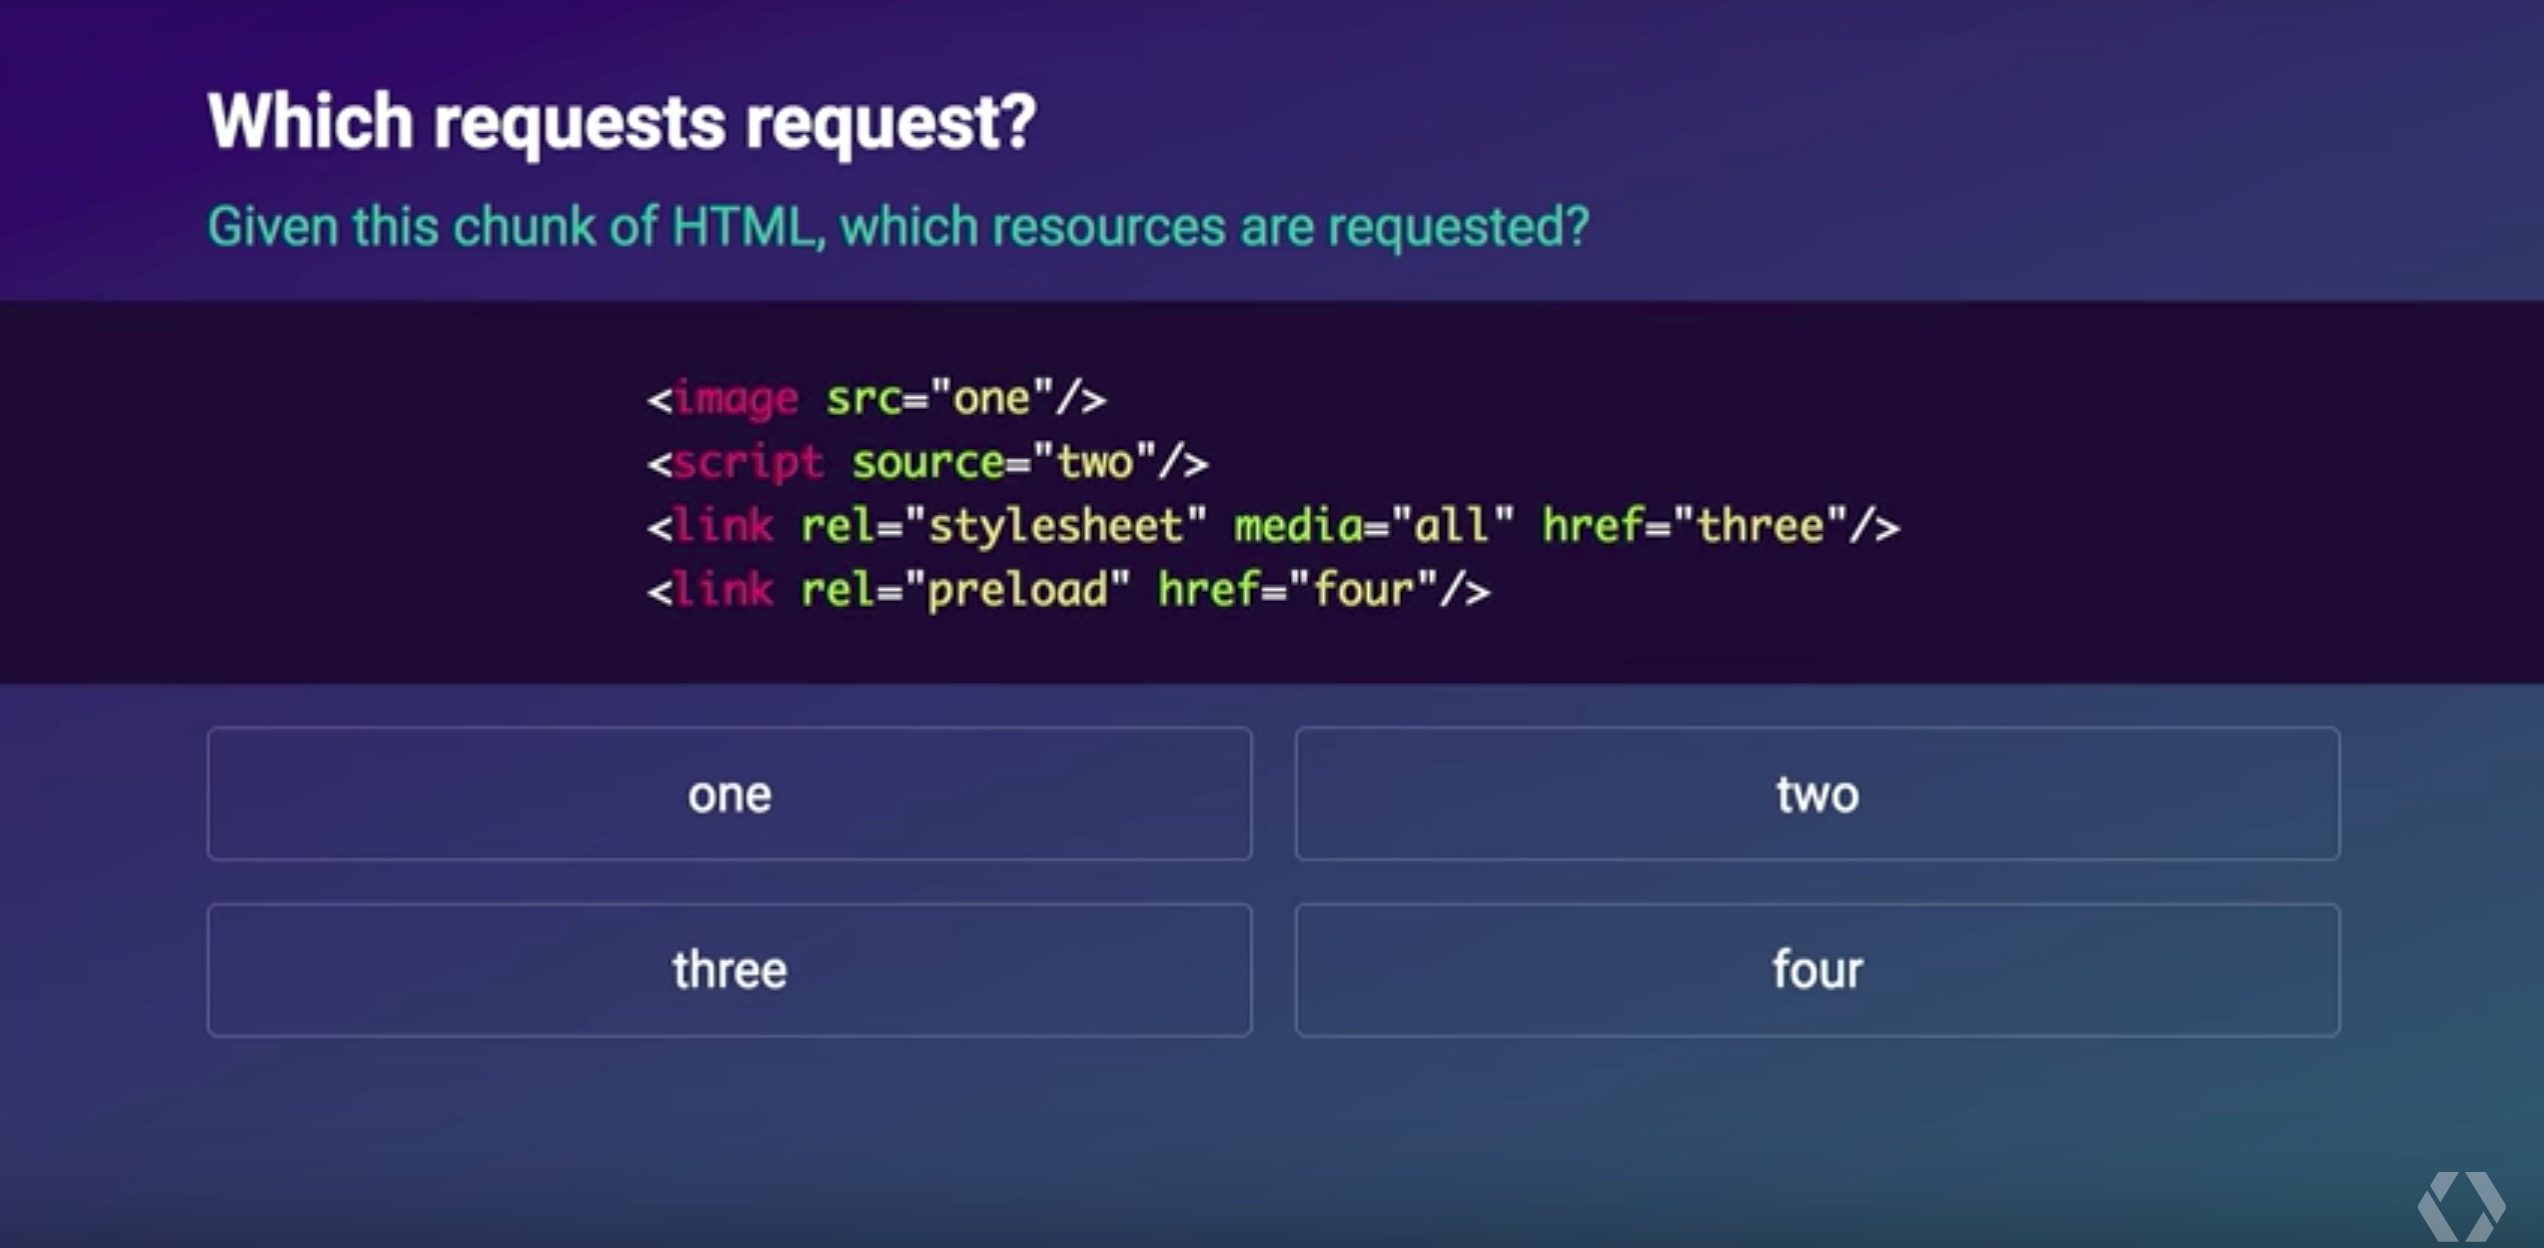 Which requests request?
Given this chunk of HTML, which resources are requested?
<image src="one"/>
<script source="two"/>
<link rel="stylesheet" media="all" href="three"/>
<link rel="preload" href="four"/>
one
two
three
four